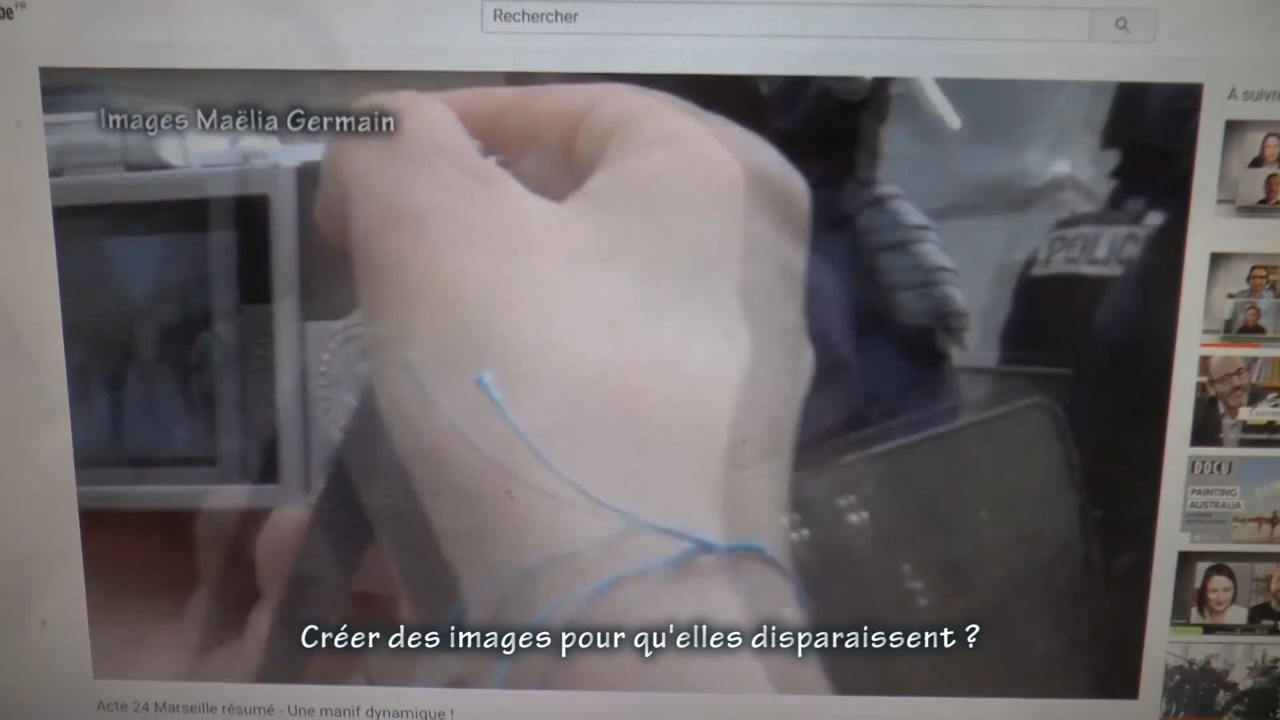 FR
Rechercher
À suivr
Images Maëlia Germain
POLIC
DOCU
PAINTING
AUSTRALIA
Créer des images pour qu'elles disparaissent ?
Acte 24 Marseille résumé - Une manif dynamique !